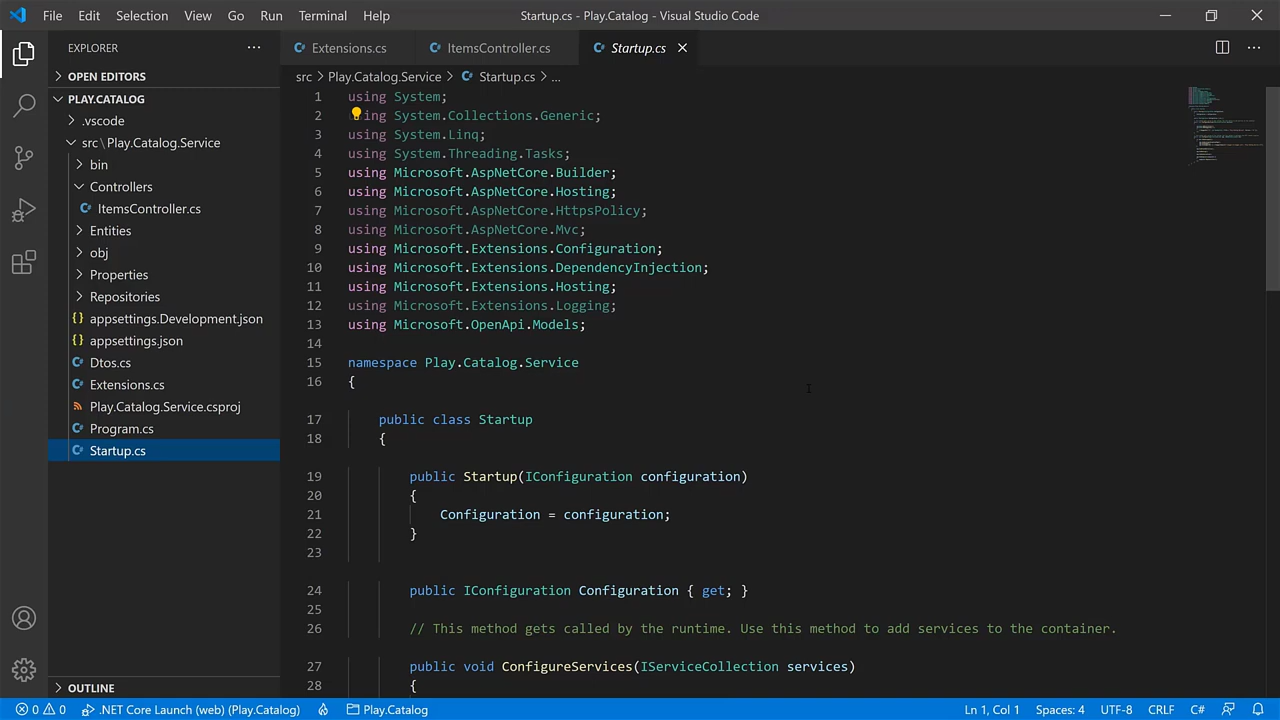 File Edit Selection View Go Run Terminal Help Startup.cs - Play.Catalog - Visual Studio Code
EXPLORER
OPEN EDITORS
PLAY.CATALOG
.vscode
src \ Play.Catalog.Service
bin
Controllers
ItemsController.cs
Entities
obj
Properties
Repositories
appsettings.Development.json
appsettings.json
Dtos.cs
Extensions.cs
Play.Catalog.Service.csproj
Program.cs
Startup.cs
OUTLINE
Extensions.cs ItemsController.cs Startup.cs
src > Play.Catalog.Service > Startup.cs > ...
1 using System;
2 using System.Collections.Generic;
3 using System.Linq;
4 using System.Threading.Tasks;
5 using Microsoft.AspNetCore.Builder;
6 using Microsoft.AspNetCore.Hosting;
7 using Microsoft.AspNetCore.HttpsPolicy;
8 using Microsoft.AspNetCore.Mvc;
9 using Microsoft.Extensions.Configuration;
10 using Microsoft.Extensions.DependencyInjection;
11 using Microsoft.Extensions.Hosting;
12 using Microsoft.Extensions.Logging;
13 using Microsoft.OpenApi.Models;
14
15 namespace Play.Catalog.Service
16 {
17 public class Startup
18 {
19 public Startup(IConfiguration configuration)
20 {
21 Configuration = configuration;
22 }
23
24 public IConfiguration Configuration { get; }
25
26 // This method gets called by the runtime. Use this method to add services to the container.
27 public void ConfigureServices(IServiceCollection services)
28 {
0 0 .NET Core Launch (web) (Play.Catalog) Play.Catalog Ln 1, Col 1 Spaces: 4 UTF-8 CRLF C#